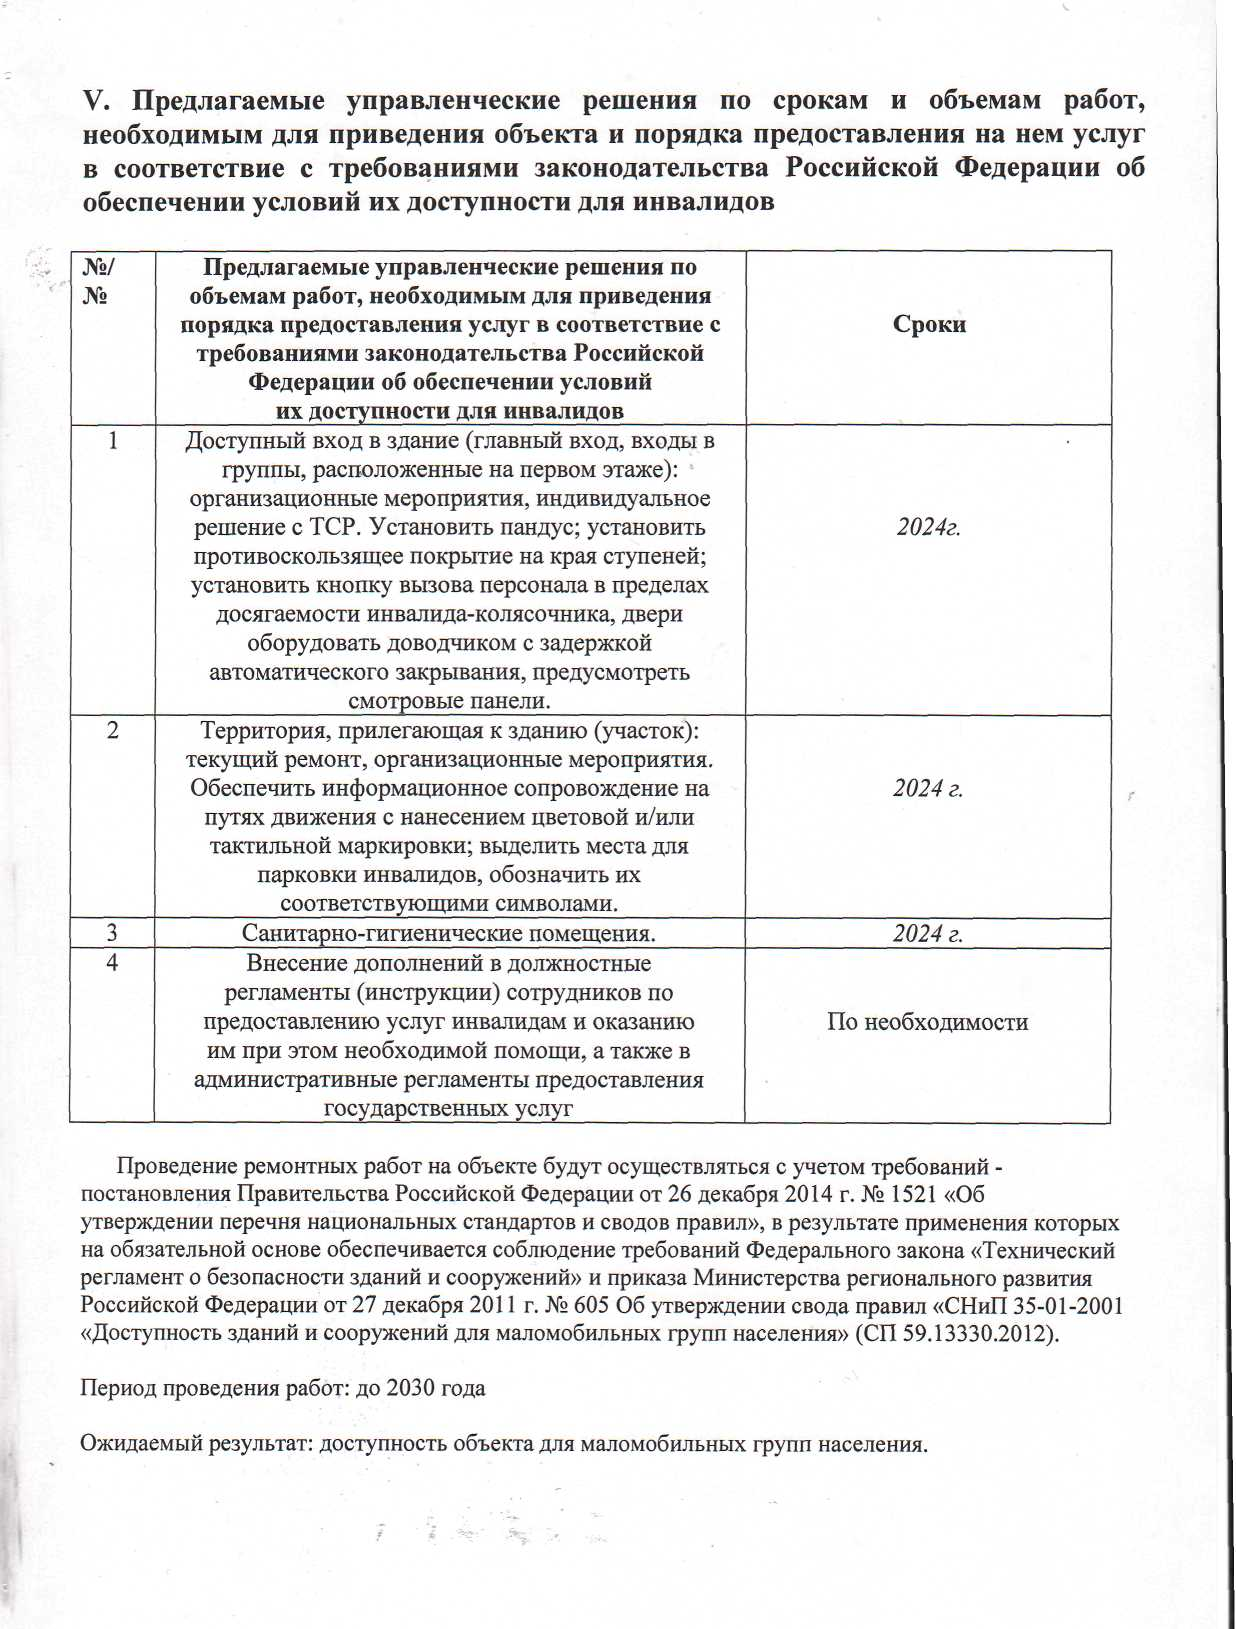 V. Предлагаемые управленческие решения по срокам и объемам работ,
необходимым для приведения объекта и порядка предоставления на нем услуг
в соответствие с требованиями законодательства Российской Федерации об
обеспечении условий их доступности для инвалидов
№/
№
Предлагаемые управленческие решения по
объемам работ, необходимым для приведения
порядка предоставления услуг в соответствие с
требованиями законодательства Российской
Федерации об обеспечении условий
их доступности для инвалидов
Сроки
1
Доступный вход в здание (главный вход, входы в
группы, расположенные на первом этаже):
организационные мероприятия, индивидуальное
решение с ТСР. Установить пандус; установить
противоскользящее покрытие на края ступеней;
установить кнопку вызова персонала в пределах
досягаемости инвалида-колясочника, двери
оборудовать доводчиком с задержкой
автоматического закрывания, предусмотреть
смотровые панели.
2024г.
2
Территория, прилегающая к зданию (участок):
текущий ремонт, организационные мероприятия.
Обеспечить информационное сопровождение на
путях движения с нанесением цветовой и/или
тактильной маркировки; выделить места для
парковки инвалидов, обозначить их
соответствующими символами.
2024 г.
3
Санитарно-гигиенические помещения.
2024 г.
4
Внесение дополнений в должностные
регламенты (инструкции) сотрудников по
предоставлению услуг инвалидам и оказанию
им при этом необходимой помощи, а также в
административные регламенты предоставления
государственных услуг
По необходимости
Проведение ремонтных работ на объекте будут осуществляться с учетом требований -
постановления Правительства Российской Федерации от 26 декабря 2014 г. № 1521 «Об
утверждении перечня национальных стандартов и сводов правил», в результате применения которых
на обязательной основе обеспечивается соблюдение требований Федерального закона «Технический
регламент о безопасности зданий и сооружений» и приказа Министерства регионального развития
Российской Федерации от 27 декабря 2011 г. № 605 Об утверждении свода правил «СНиП 35-01-2001
«Доступность зданий и сооружений для маломобильных групп населения» (СП 59.13330.2012).
Период проведения работ: до 2030 года
Ожидаемый результат: доступность объекта для маломобильных групп населения.